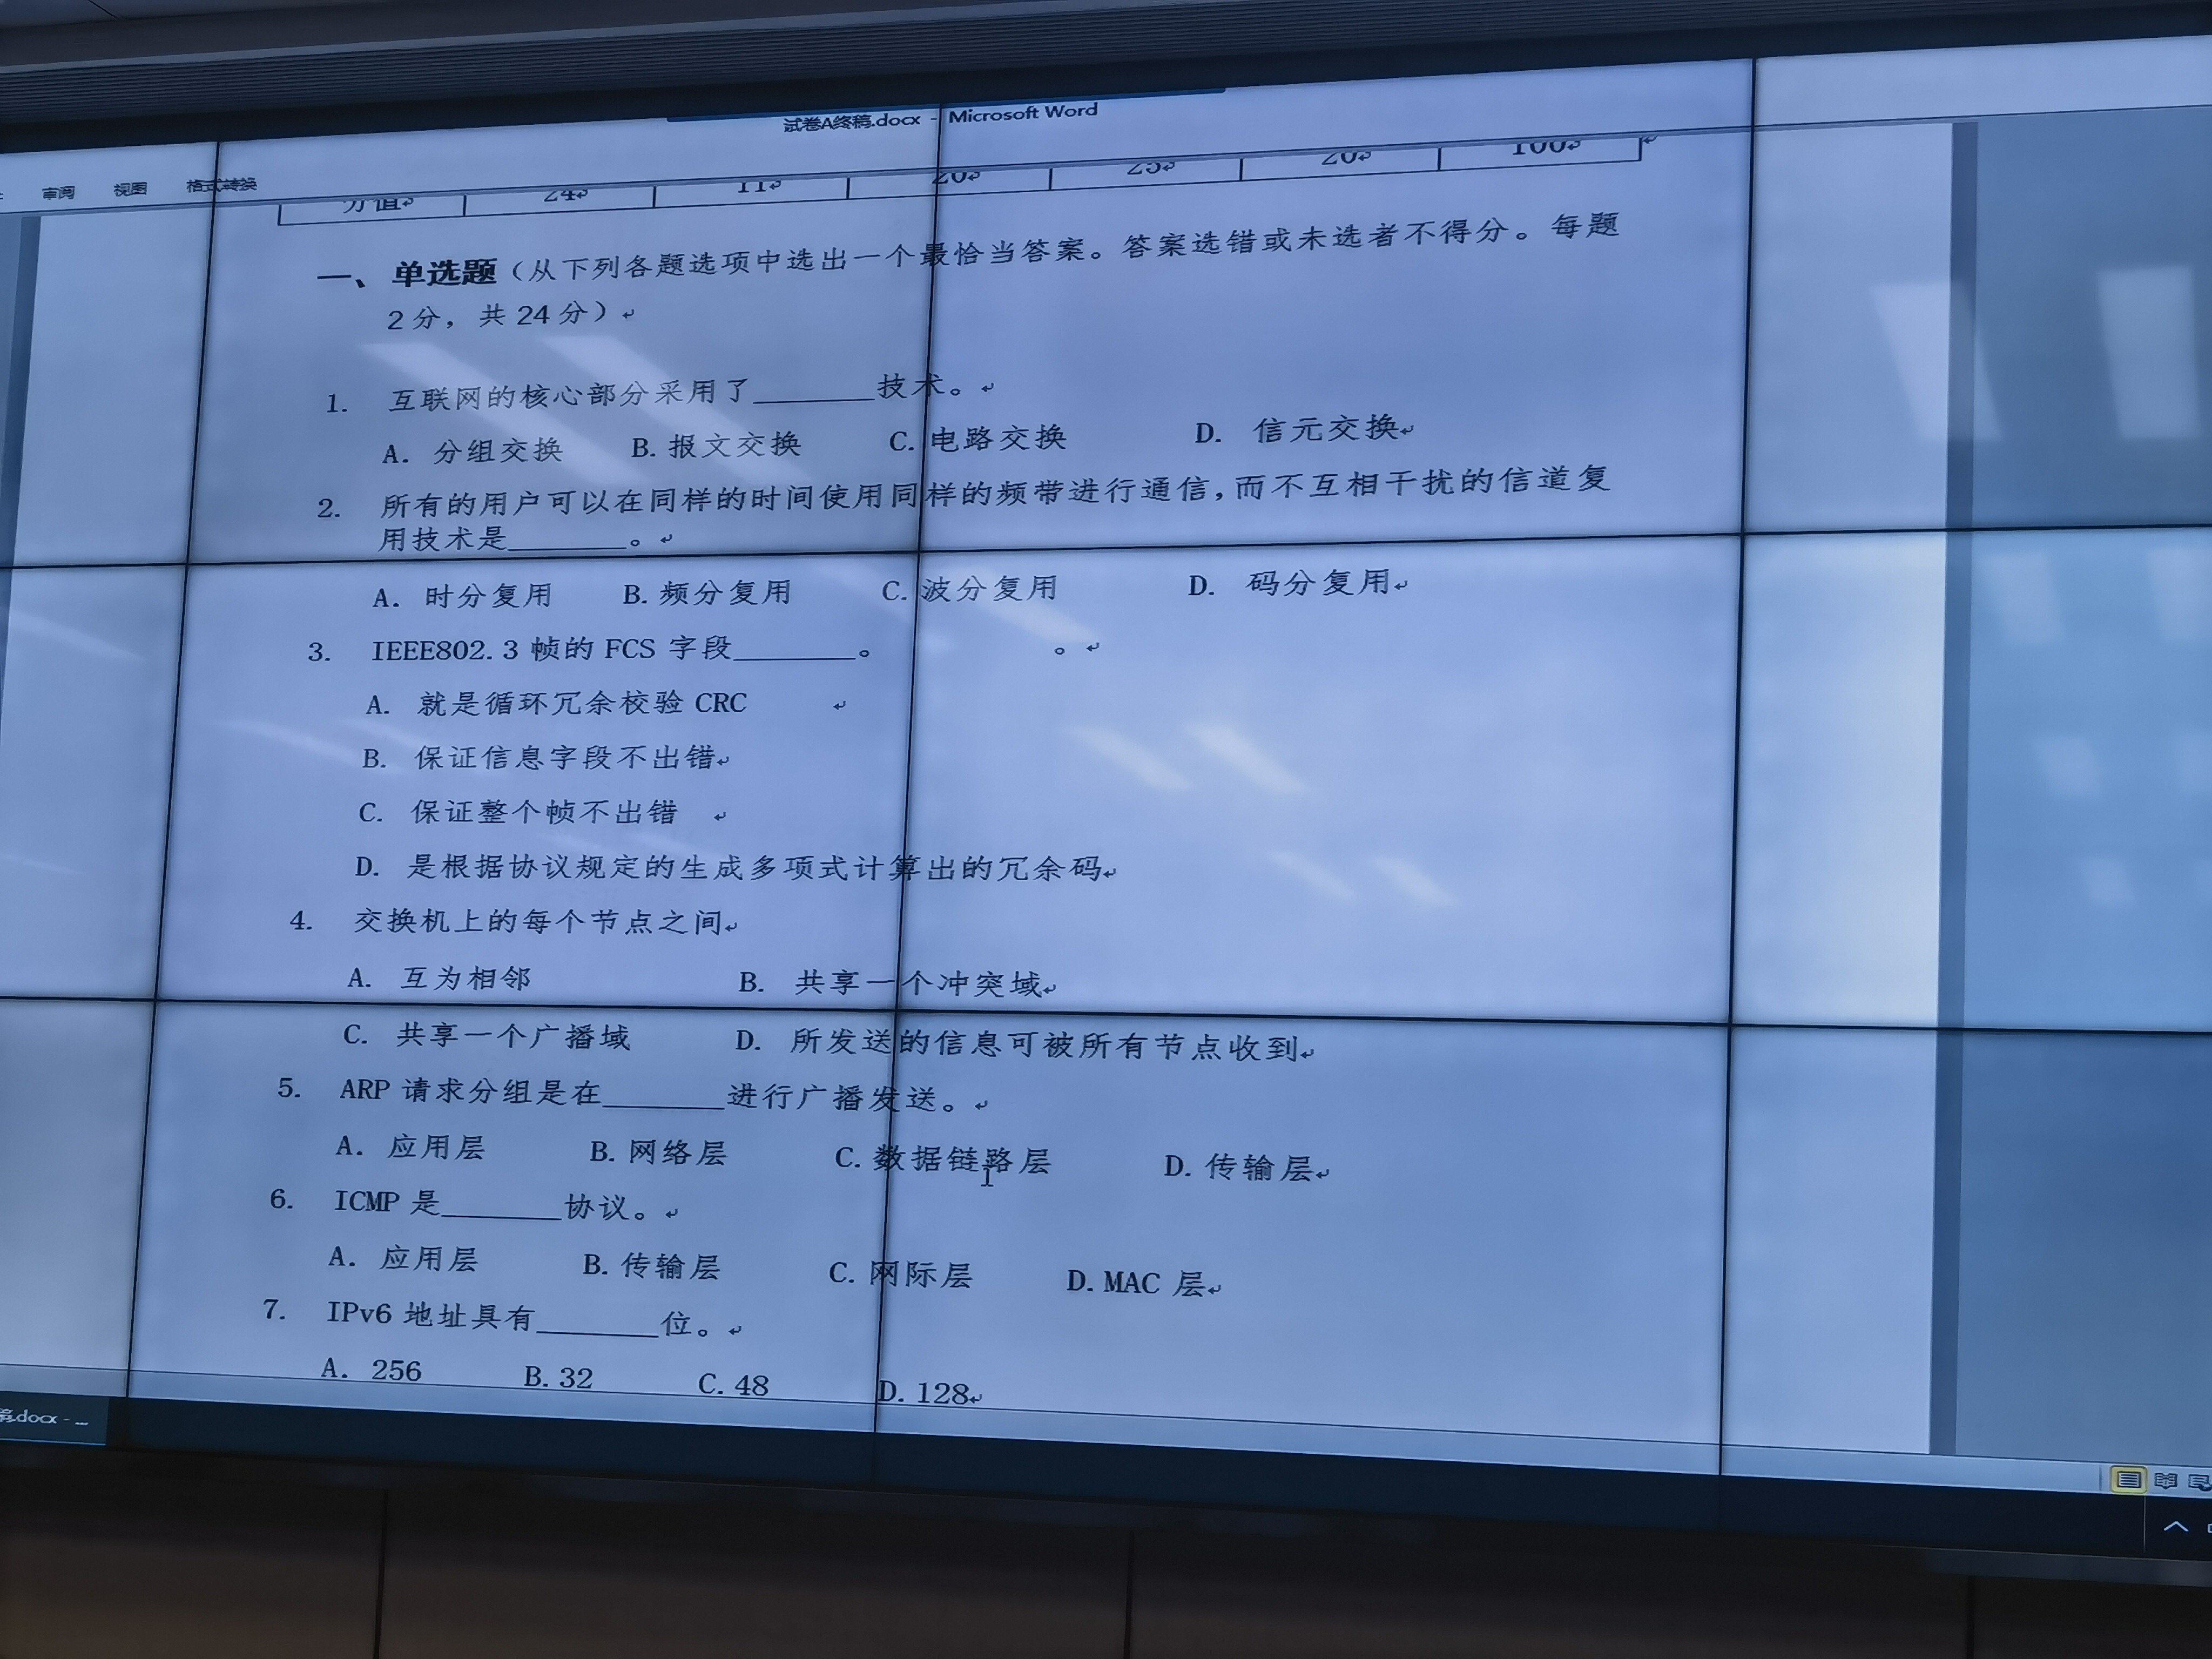 试卷A终稿.docx - Microsoft Word
审阅 视图 格式转换
分值 24 11 20 25 20 100
一、单选题（从下列各题选项中选出一个最恰当答案。答案选错或未选者不得分。每题
2分，共24分）
1. 互联网的核心部分采用了________技术。
A. 分组交换 B. 报文交换 C. 电路交换 D. 信元交换
2. 所有的用户可以在同样的时间使用同样的频带进行通信，而不互相干扰的信道复
用技术是________。
A. 时分复用 B. 频分复用 C. 波分复用 D. 码分复用
3. IEEE802.3 帧的 FCS 字段________。 。
A. 就是循环冗余校验 CRC
B. 保证信息字段不出错
C. 保证整个帧不出错
D. 是根据协议规定的生成多项式计算出的冗余码
4. 交换机上的每个节点之间
A. 互为相邻 B. 共享一个冲突域
C. 共享一个广播域 D. 所发送的信息可被所有节点收到
5. ARP 请求分组是在________进行广播发送。
A. 应用层 B. 网络层 C. 数据链路层 D. 传输层
6. ICMP 是________协议。
A. 应用层 B. 传输层 C. 网际层 D. MAC 层
7. IPv6 地址具有________位。
A. 256 B. 32 C. 48 D. 128
稿.docx - ...